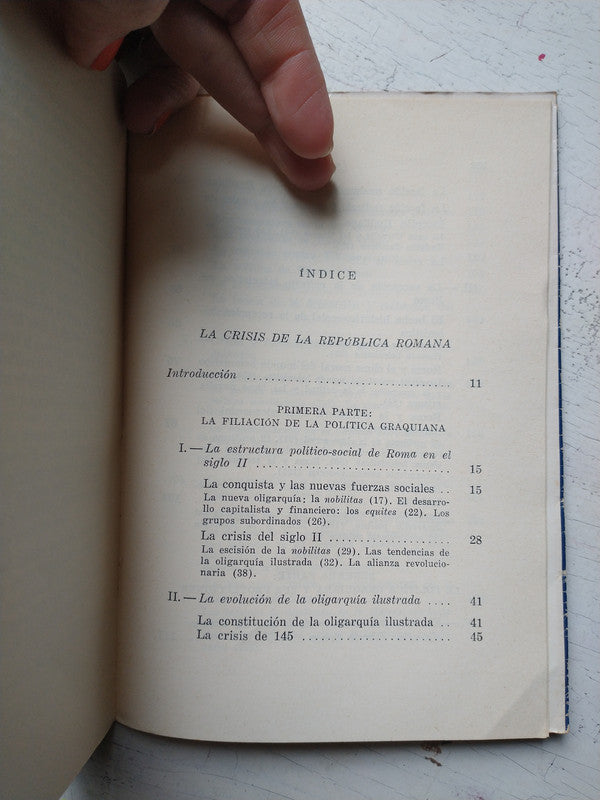 ÍNDICE
LA CRISIS DE LA REPÚBLICA ROMANA
Introducción .................................. 11
PRIMERA PARTE:
LA FILIACIÓN DE LA POLÍTICA GRAQUIANA
I.—La estructura político-social de Roma en el
siglo II ................................ 15
La conquista y las nuevas fuerzas sociales .. 15
La nueva oligarquía: la nobilitas (17). El desarro-
llo capitalista y financiero: los equites (22). Los
grupos subordinados (26).
La crisis del siglo II .................... 28
La escisión de la nobilitas (29). Las tendencias de
la oligarquía ilustrada (32). La alianza revolucio-
naria (38).
II.—La evolución de la oligarquía ilustrada .... 41
La constitución de la oligarquía ilustrada .. 41
La crisis de 145 ......................... 45